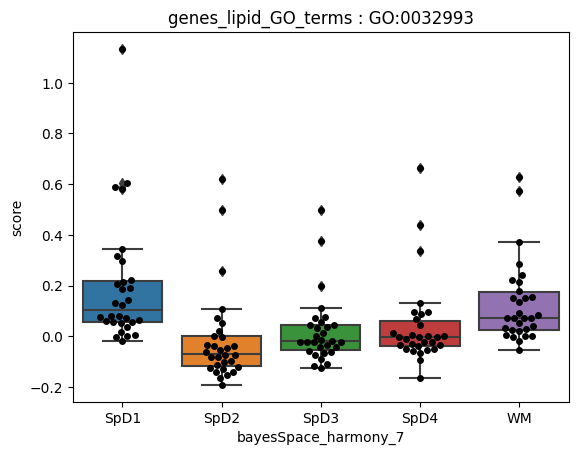 genes_lipid_GO_terms : GO:0032993
score
1.0
0.8
0.6
0.4
0.2
0.0
−0.2
SpD1 SpD2 SpD3 SpD4 WM
bayesSpace_harmony_7